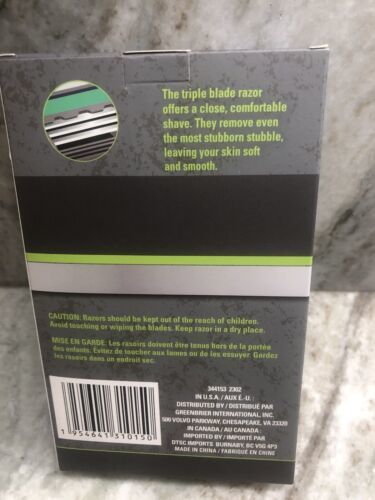 The triple blade razor
offers a close, comfortable
shave. They remove even
the most stubborn stubble,
leaving your skin soft
and smooth.
CAUTION: Razors should be kept out of the reach of children.
Avoid touching or wiping the blades. Keep razor in a dry place.
MISE EN GARDE. Les rasoirs doivent être tenus hors de la portée
des enfants. Évitez de toucher aux lames ou de les essuyer. Gardez
les rasoirs dans un endroit sec.
344153 2302
IN U.S.A. / AUX É.-U. :
DISTRIBUTED BY / DISTRIBUÉ PAR
GREENBRIER INTERNATIONAL, INC.
500 VOLVO PARKWAY, CHESAPEAKE, VA 23320
IN CANADA / AU CANADA :
IMPORTED BY / IMPORTÉ PAR
DTSC IMPORTS BURNABY, BC V5G 4P3
MADE IN CHINA / FABRIQUÉ EN CHINE
1 954641 310150